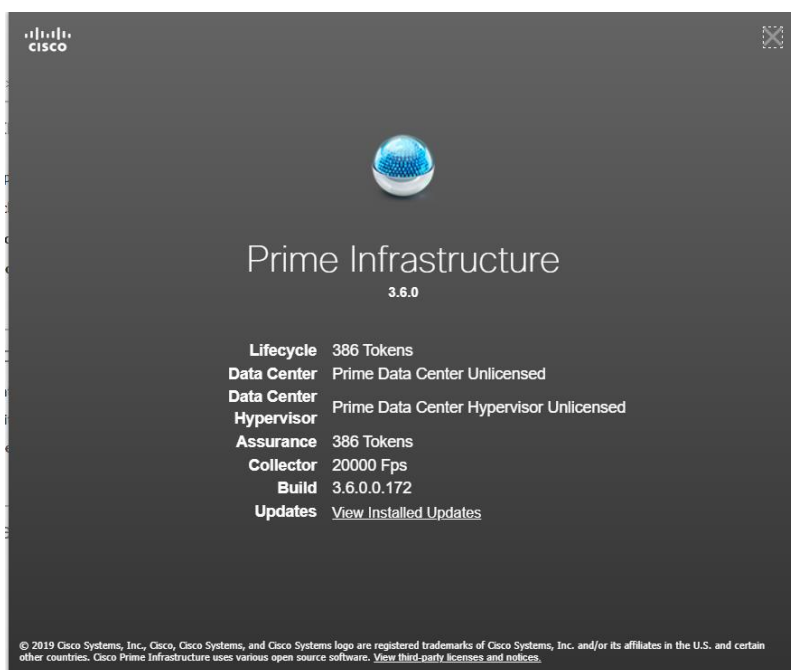 CISCO
Prime Infrastructure
3.6.0
Lifecycle 386 Tokens
Data Center Prime Data Center Unlicensed
Data Center
Hypervisor Prime Data Center Hypervisor Unlicensed
Assurance 386 Tokens
Collector 20000 Fps
Build 3.6.0.0.172
Updates View Installed Updates
© 2019 Cisco Systems, Inc., Cisco, Cisco Systems, and Cisco Systems logo are registered trademarks of Cisco Systems, Inc. and/or its affiliates in the U.S. and certain
other countries. Cisco Prime Infrastructure uses various open source software. View third-party licenses and notices.